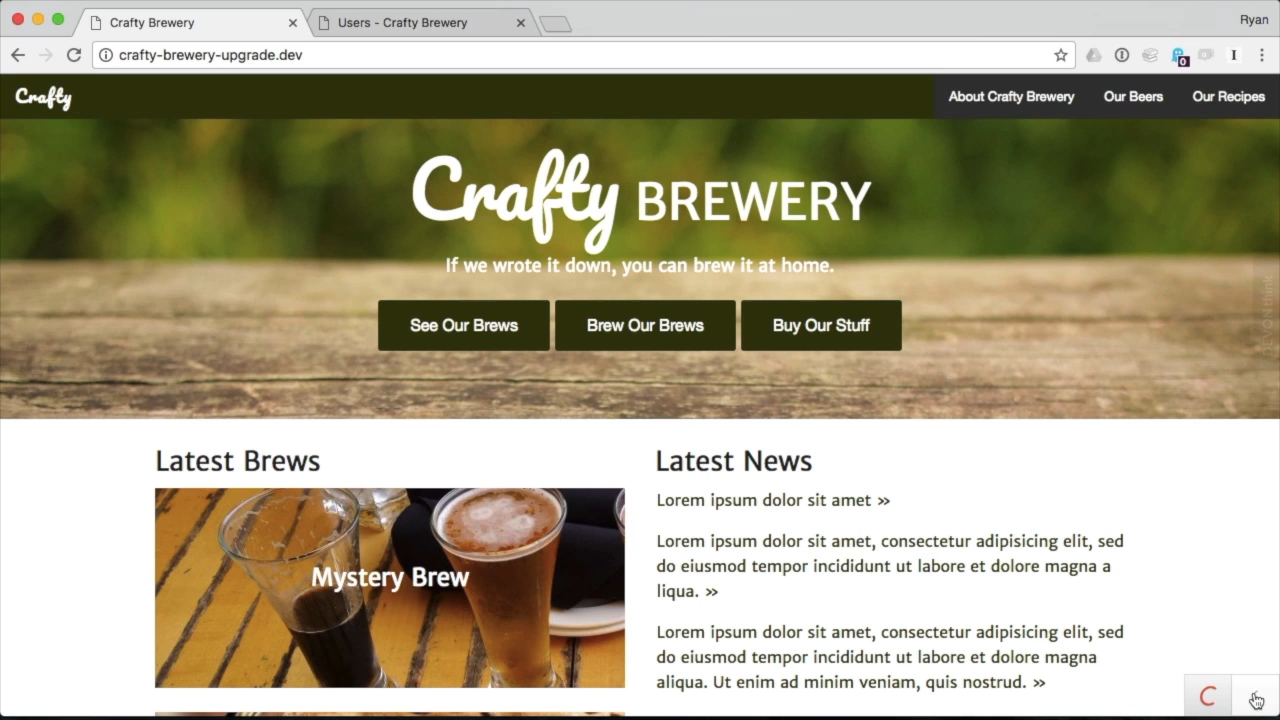 Crafty Brewery
Users - Crafty Brewery
Ryan
crafty-brewery-upgrade.dev
0
I
Crafty
About Crafty Brewery
Our Beers
Our Recipes
Crafty BREWERY
If we wrote it down, you can brew it at home.
See Our Brews
Brew Our Brews
Buy Our Stuff
Latest Brews
Mystery Brew
Latest News
Lorem ipsum dolor sit amet »
Lorem ipsum dolor sit amet, consectetur adipisicing elit, sed
do eiusmod tempor incididunt ut labore et dolore magna a
liqua. »
Lorem ipsum dolor sit amet, consectetur adipisicing elit, sed
do eiusmod tempor incididunt ut labore et dolore magna
aliqua. Ut enim ad minim veniam, quis nostrud. »